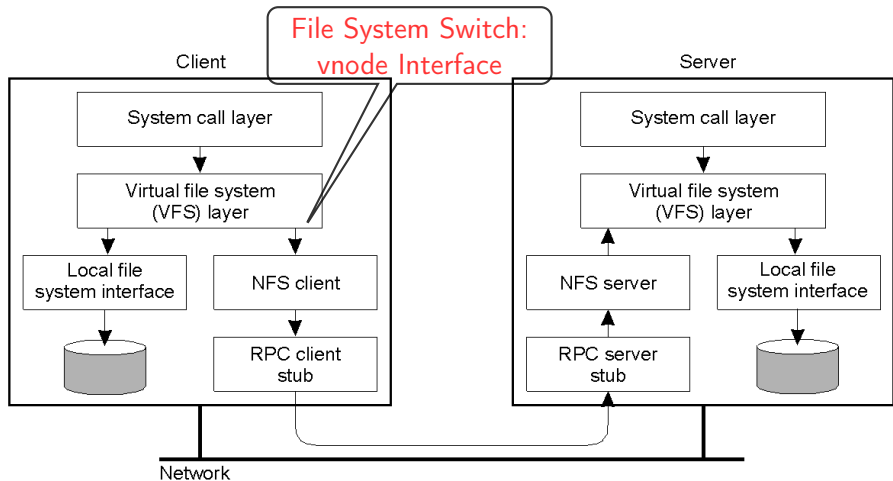 File System Switch:
vnode Interface
Client
System call layer
Virtual file system
(VFS) layer
Local file
system interface
NFS client
RPC client
stub
Server
System call layer
Virtual file system
(VFS) layer
NFS server
Local file
system interface
RPC server
stub
Network